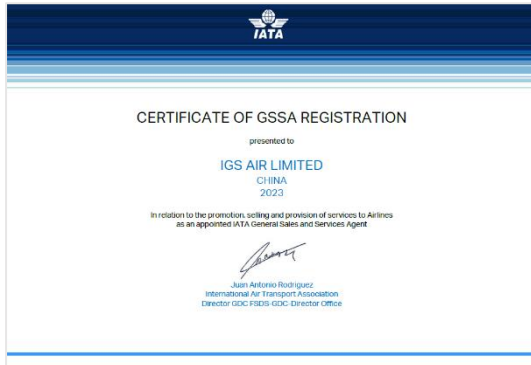 IATA
CERTIFICATE OF GSSA REGISTRATION
presented to
IGS AIR LIMITED
CHINA
2023
In relation to the promotion, selling and provision of services to Airlines
as an appointed IATA General Sales and Services Agent
Juan Antonio Rodriguez
International Air Transport Association
Director GDC FSDS-GDC-Director Office